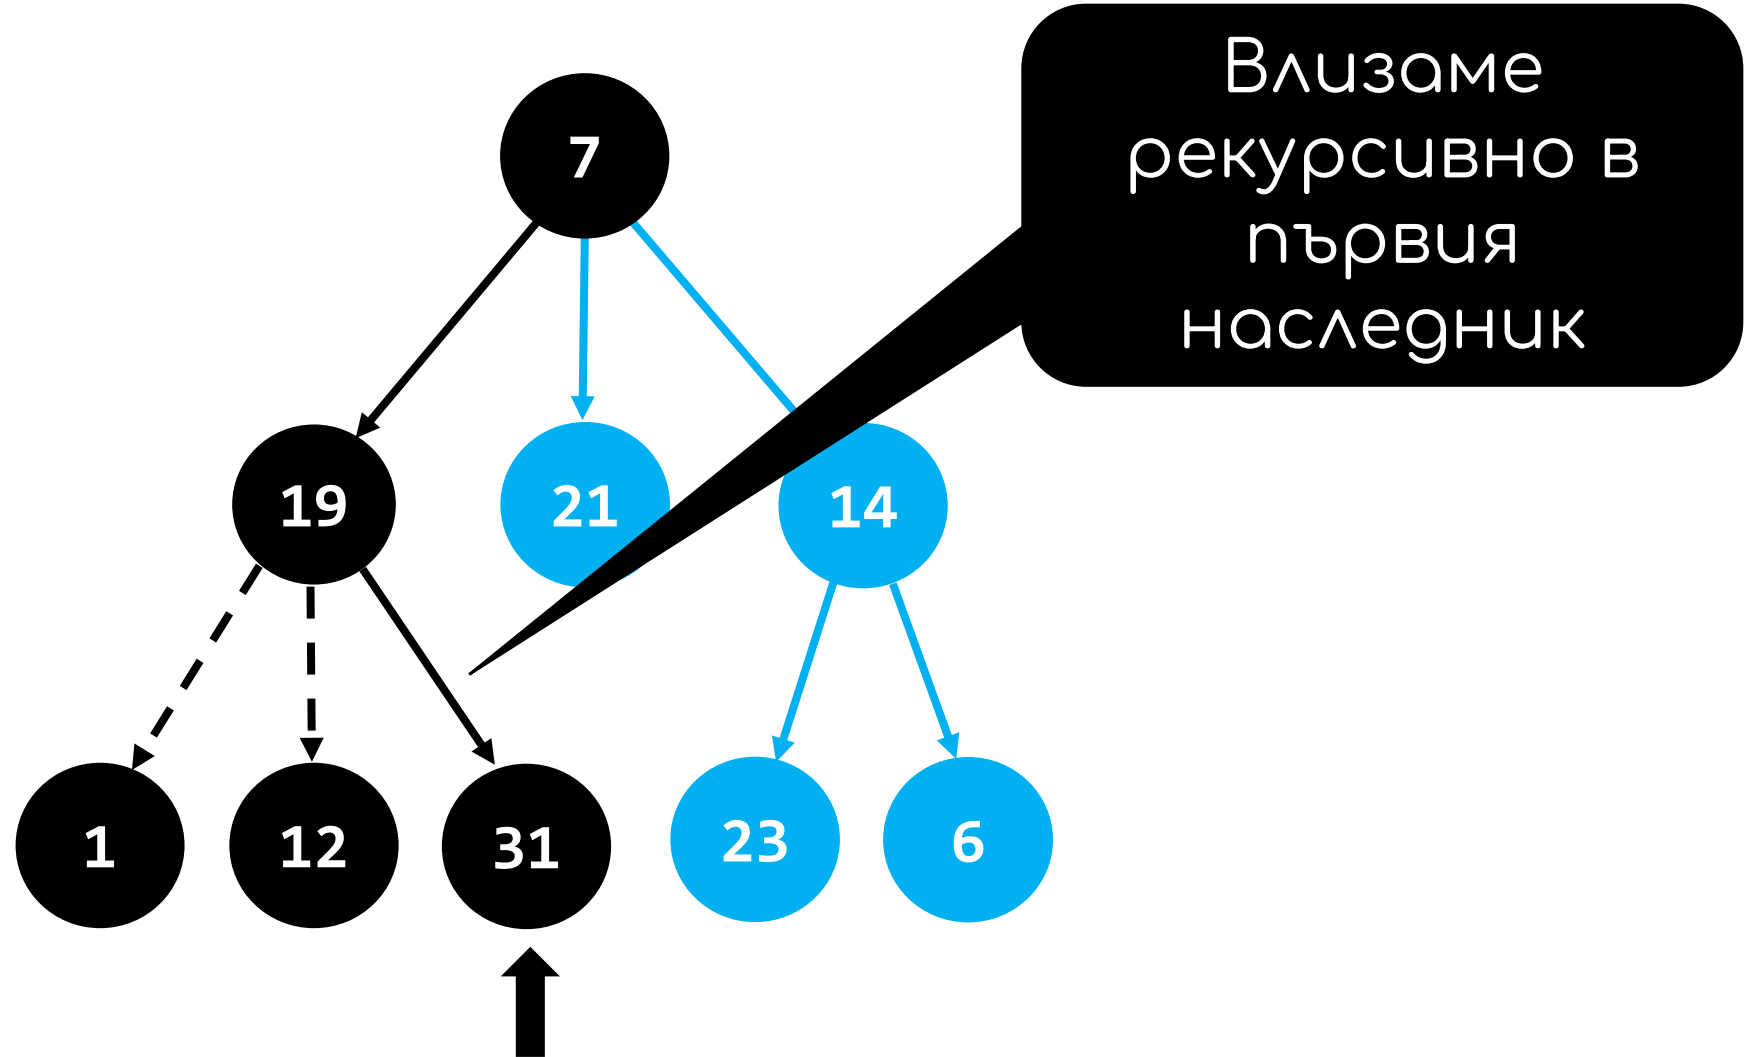 Влизаме
рекурсивно в
първия
наследник
7
19
21
14
1
12
31
23
6